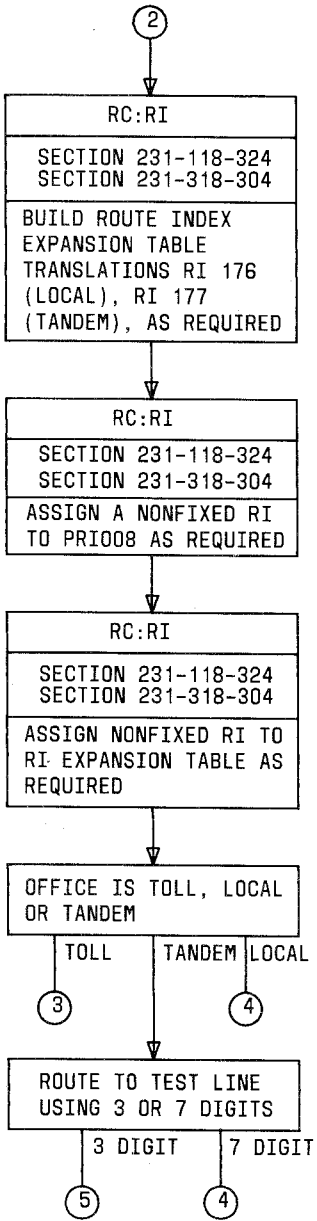 2
RC:RI
SECTION 231-118-324
SECTION 231-318-304
BUILD ROUTE INDEX
EXPANSION TABLE
TRANSLATIONS RI 176
(LOCAL), RI 177
(TANDEM), AS REQUIRED
RC:RI
SECTION 231-118-324
SECTION 231-318-304
ASSIGN A NONFIXED RI
TO PRI008 AS REQUIRED
RC:RI
SECTION 231-118-324
SECTION 231-318-304
ASSIGN NONFIXED RI TO
RI EXPANSION TABLE AS
REQUIRED
OFFICE IS TOLL, LOCAL
OR TANDEM
TOLL TANDEM LOCAL
3 4
ROUTE TO TEST LINE
USING 3 OR 7 DIGITS
3 DIGIT 7 DIGIT
5 4